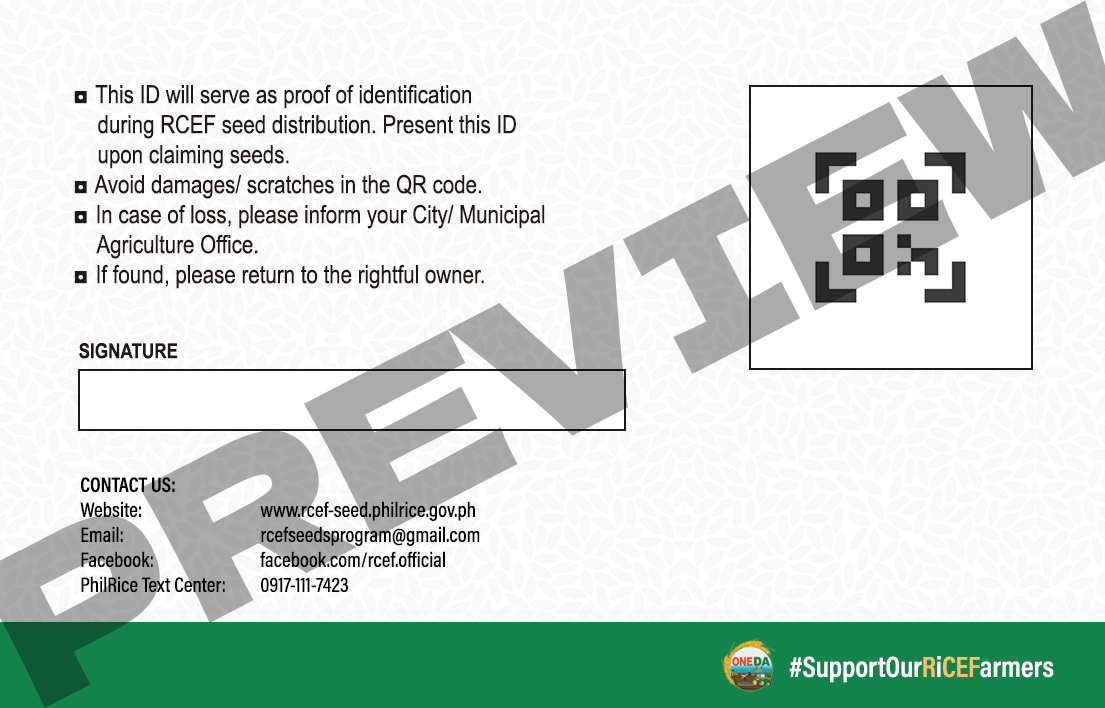 This ID will serve as proof of identification
during RCEF seed distribution. Present this ID
upon claiming seeds.
Avoid damages/ scratches in the QR code.
In case of loss, please inform your City/ Municipal
Agriculture Office.
If found, please return to the rightful owner.
SIGNATURE
CONTACT US:
Website: www.rcef-seed.philrice.gov.ph
Email: rcefseedsprogram@gmail.com
Facebook: facebook.com/rcef.official
PhilRice Text Center: 0917-111-7423
PREVIEW
ONEDA
#SupportOurRiCEFarmers